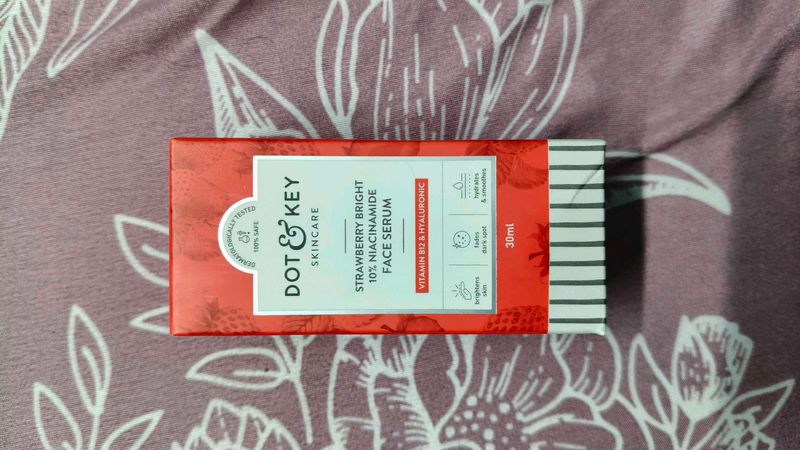 DERMATOLOGICALLY TESTED
100% SAFE
DOT & KEY
SKINCARE
STRAWBERRY BRIGHT
10% NIACINAMIDE
FACE SERUM
VITAMIN B12 & HYALURONIC
brightens
skin
fades
dark spot
hydrates
& smoothes
30ml